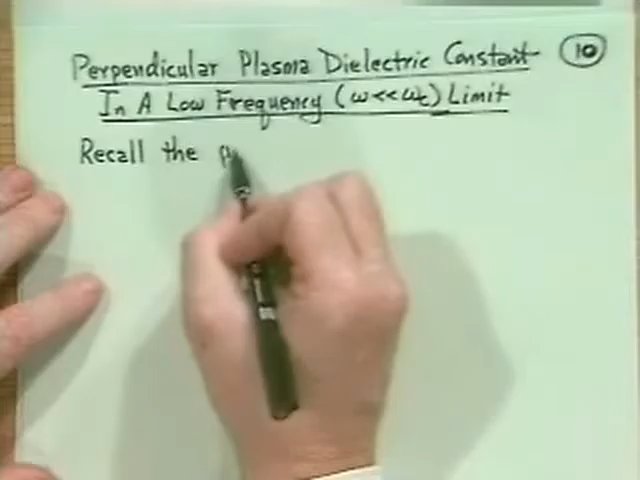 Perpendicular Plasma Dielectric Constant (10)
In A Low Frequency (ω<<ωc) Limit
Recall the p